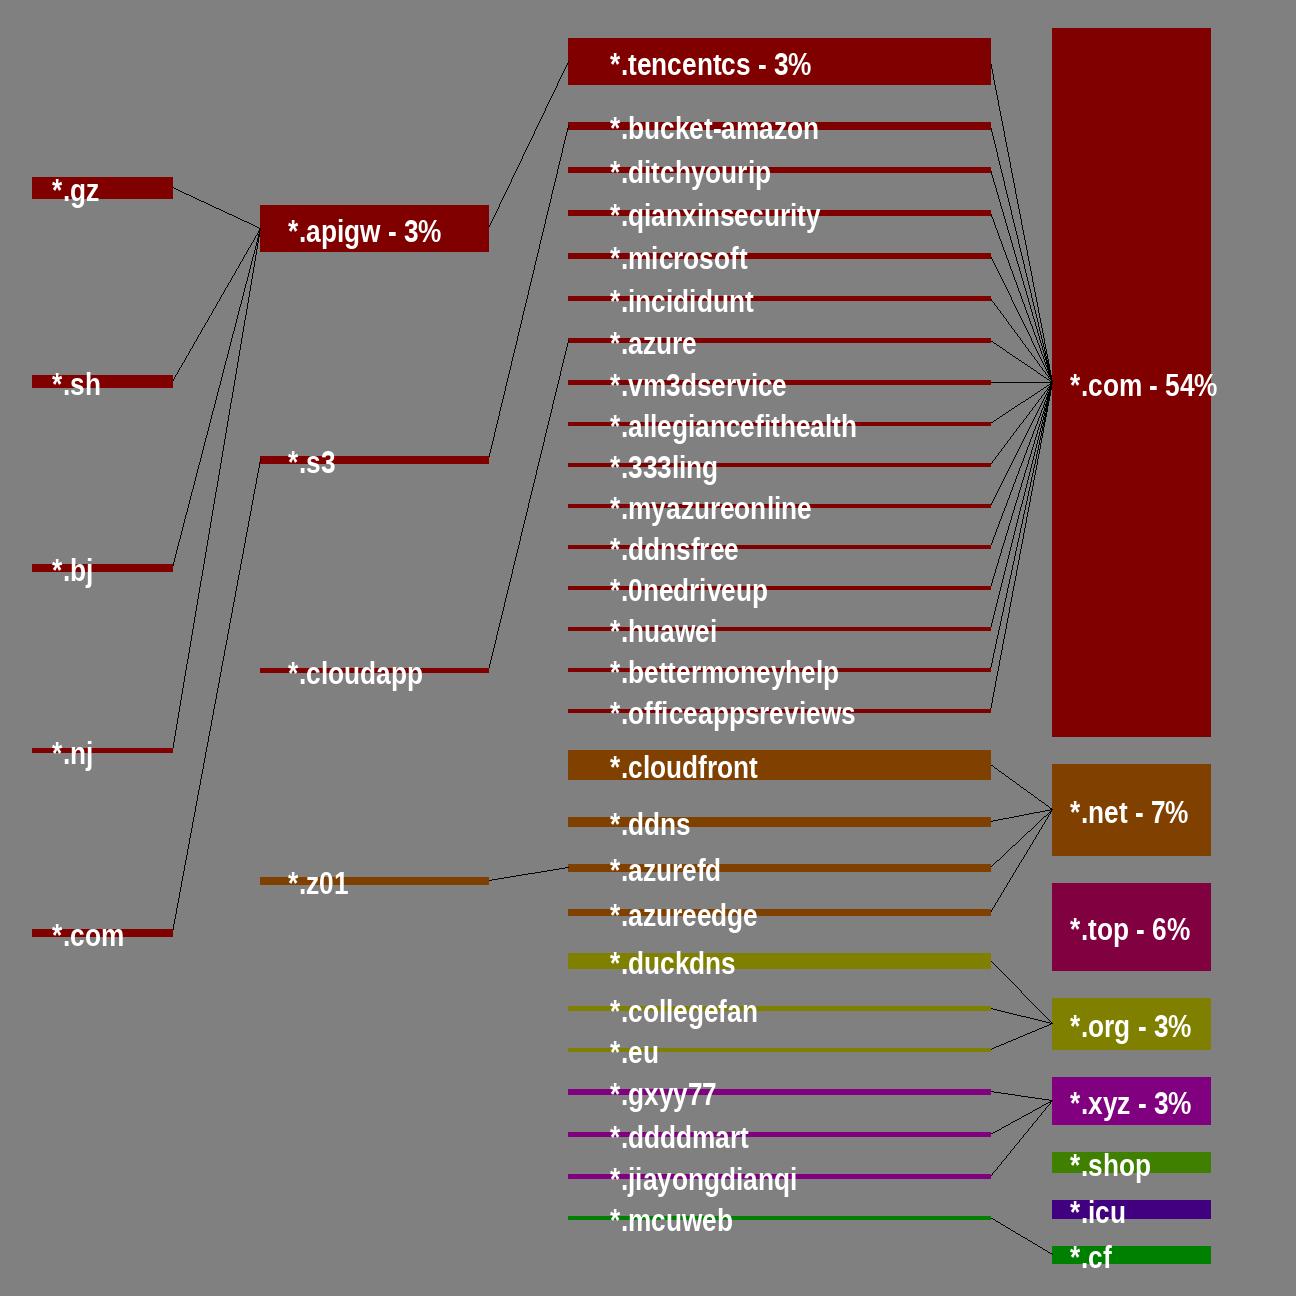 *.gz
*.sh
*.bj
*.nj
*.com
*.apigw - 3%
*.s3
*.cloudapp
*.z01
*.tencentcs - 3%
*.bucket-amazon
*.ditchyourip
*.qianxinsecurity
*.microsoft
*.incididunt
*.azure
*.vm3dservice
*.allegiancefithealth
*.333ling
*.myazureonline
*.ddnsfree
*.0nedriveup
*.huawei
*.bettermoneyhelp
*.officeappsreviews
*.cloudfront
*.ddns
*.azurefd
*.azureedge
*.duckdns
*.collegefan
*.eu
*.gxyy77
*.ddddmart
*.jiayongdianqi
*.mcuweb
*.com - 54%
*.net - 7%
*.top - 6%
*.org - 3%
*.xyz - 3%
*.shop
*.icu
*.cf